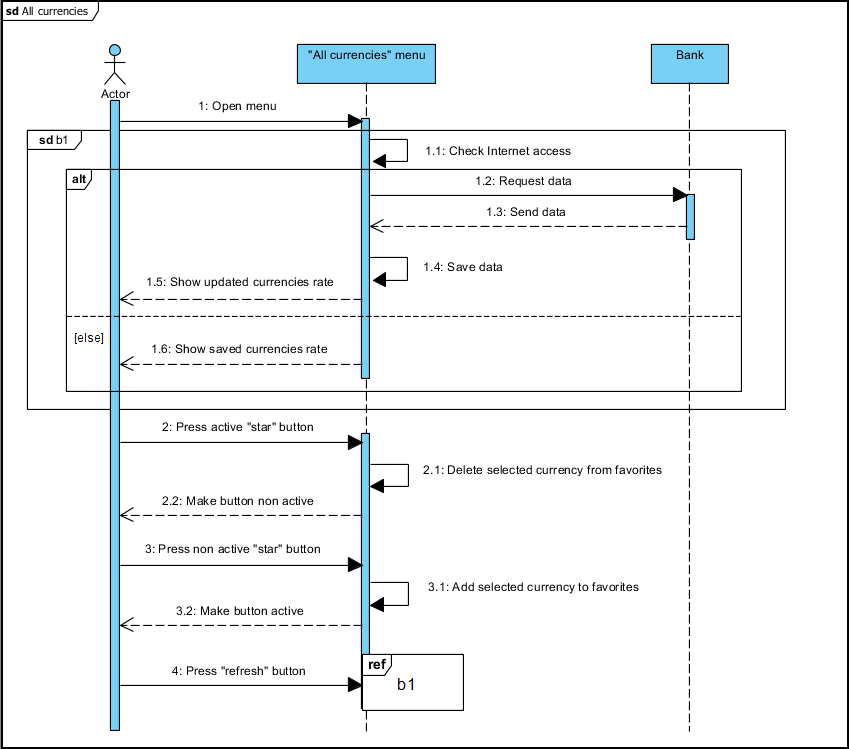 sd All currencies
"All currencies" menu
Bank
Actor
1: Open menu
sd b1
1.1: Check Internet access
alt
1.2: Request data
1.3: Send data
1.4: Save data
1.5: Show updated currencies rate
[else]
1.6: Show saved currencies rate
2: Press active "star" button
2.1: Delete selected currency from favorites
2.2: Make button non active
3: Press non active "star" button
3.1: Add selected currency to favorites
3.2: Make button active
4: Press "refresh" button
ref
b1